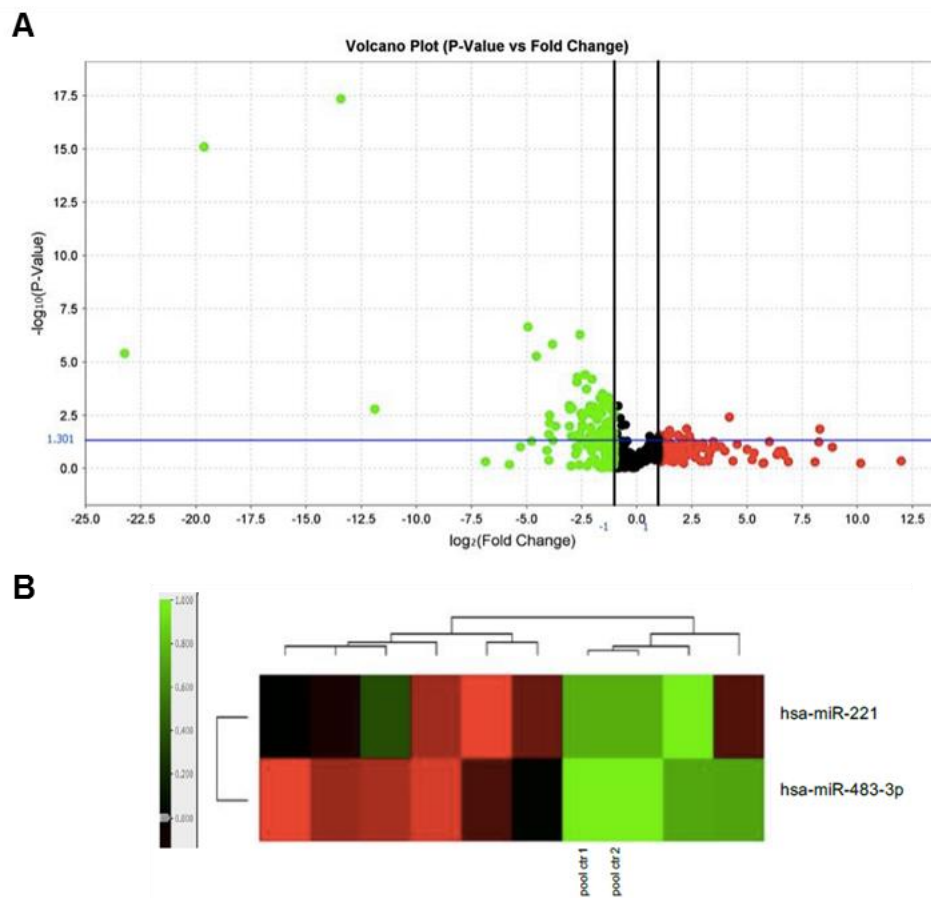 A
Volcano Plot (P-Value vs Fold Change)
17.5
15.0
12.5
10.0
7.5
5.0
2.5
1.301
0.0
-log10(P-Value)
-25.0 -22.5 -20.0 -17.5 -15.0 -12.5 -10.0 -7.5 -5.0 -2.5 0.0 2.5 5.0 7.5 10.0 12.5
-1 1
log2(Fold Change)
B
1.000
0.800
0.600
0.400
0.200
0.000
hsa-miR-221
hsa-miR-483-3p
pool ctr1
pool ctr2